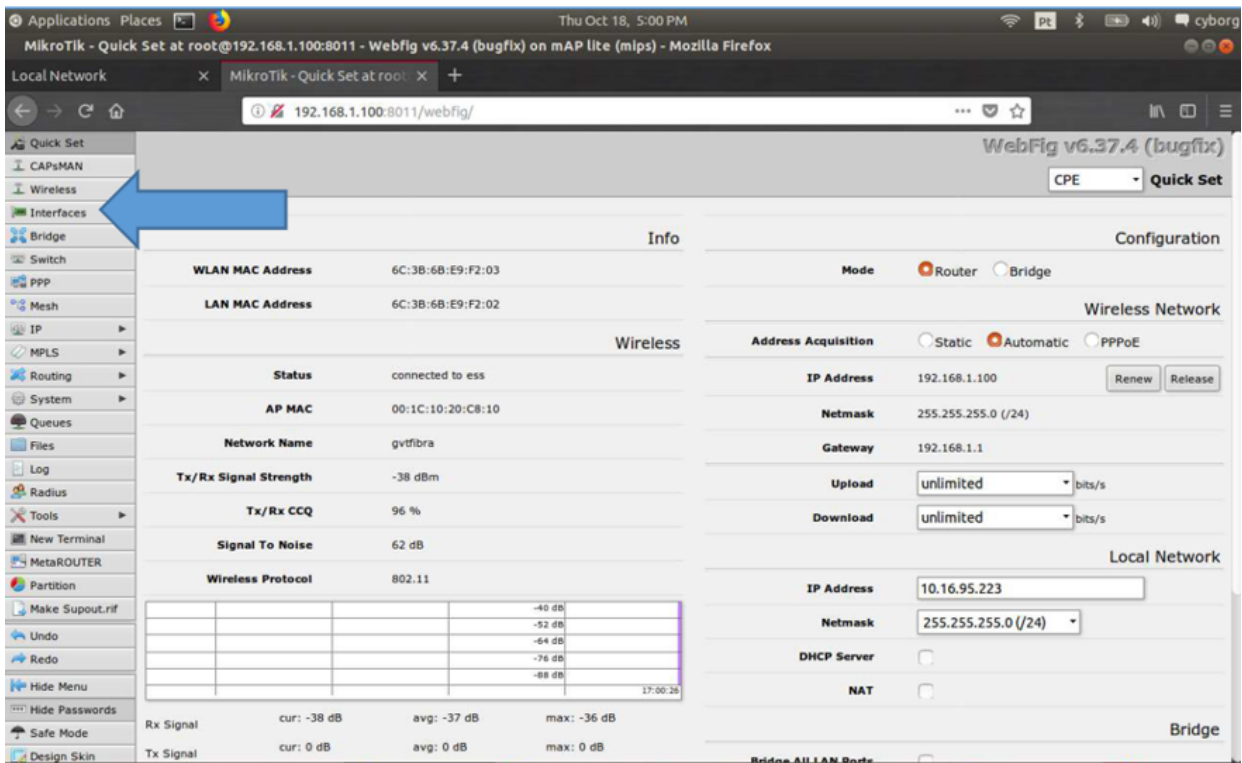 Applications Places Thu Oct 18, 5:00 PM Pt cyborg
MikroTik - Quick Set at root@192.168.1.100:8011 - Webfig v6.37.4 (bugfix) on mAP lite (mips) - Mozilla Firefox
Local Network × MikroTik - Quick Set at root × +
192.168.1.100:8011/webfig/
Quick Set
CAPsMAN
Wireless
Interfaces
Bridge
Switch
PPP
Mesh
IP
MPLS
Routing
System
Queues
Files
Log
Radius
Tools
New Terminal
MetaROUTER
Partition
Make Supout.rif
Undo
Redo
Hide Menu
Hide Passwords
Safe Mode
Design Skin
WebFig v6.37.4 (bugfix)
CPE Quick Set
Info
WLAN MAC Address 6C:3B:6B:E9:F2:03
LAN MAC Address 6C:3B:6B:E9:F2:02
Wireless
Status connected to ess
AP MAC 00:1C:10:20:C8:10
Network Name gvtfibra
Tx/Rx Signal Strength -38 dBm
Tx/Rx CCQ 96 %
Signal To Noise 62 dB
Wireless Protocol 802.11
-40 dB
-52 dB
-64 dB
-76 dB
-88 dB
17:00:26
Rx Signal cur: -38 dB avg: -37 dB max: -36 dB
Tx Signal cur: 0 dB avg: 0 dB max: 0 dB
Configuration
Mode Router Bridge
Wireless Network
Address Acquisition Static Automatic PPPoE
IP Address 192.168.1.100 Renew Release
Netmask 255.255.255.0 (/24)
Gateway 192.168.1.1
Upload unlimited bits/s
Download unlimited bits/s
Local Network
IP Address 10.16.95.223
Netmask 255.255.255.0 (/24)
DHCP Server
NAT
Bridge
Bridge All LAN Ports